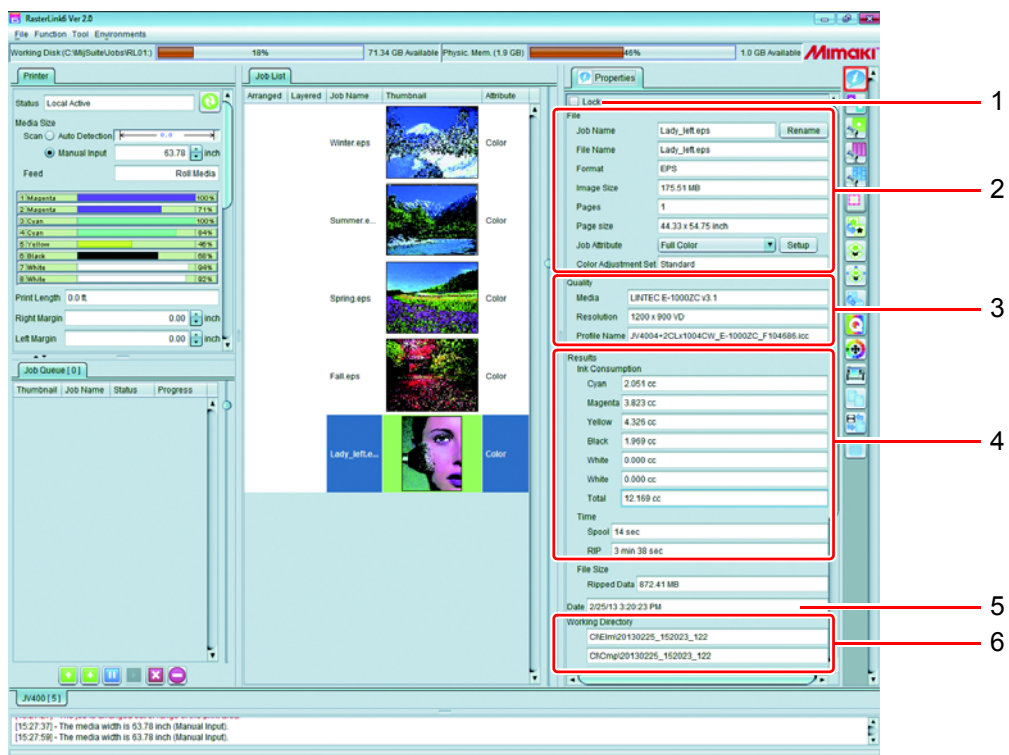 RasterLink6 Ver 2.0
File Function Tool Environments
Working Disk (C:\MijSuite\Jobs\RL01:) 18% 71.34 GB Available Physic. Mem. (1.9 GB) 46% 1.0 GB Available Mimaki
Printer
Status Local Active
Media Size
Scan Auto Detection 0.0
Manual Input 63.78 inch
Feed Roll Media
1:Magenta 100%
2:Magenta 71%
3:Cyan 100%
4:Cyan 84%
5:Yellow 46%
6:Black 68%
7:White 94%
8:White 92%
Print Length 0.0 ft.
Right Margin 0.00 inch
Left Margin 0.00 inch
Job Queue [ 0 ]
Thumbnail Job Name Status Progress
Job List
Arranged Layered Job Name Thumbnail Attribute
Winter.eps Color
Summer.e... Color
Spring.eps Color
Fall.eps Color
Lady_left.e... Color
Properties
Lock
File
Job Name Lady_left.eps Rename
File Name Lady_left.eps
Format EPS
Image Size 175.51 MB
Pages 1
Page size 44.33 x 54.75 inch
Job Attribute Full Color Setup
Color Adjustment Set Standard
Quality
Media LINTEC E-1000ZC v3.1
Resolution 1200 x 900 VD
Profile Name JV4004+2CLx1004CW_E-1000ZC_F104686.icc
Results
Ink Consumption
Cyan 2.051 cc
Magenta 3.823 cc
Yellow 4.326 cc
Black 1.969 cc
White 0.000 cc
White 0.000 cc
Total 12.169 cc
Time
Spool 14 sec
RIP 3 min 38 sec
File Size
Ripped Data 872.41 MB
Date 2/25/13 3:20:23 PM
Working Directory
C\Elm\20130225_152023_122
C\Cmp\20130225_152023_122
1
2
3
4
5
6
JV400 [ 5 ]
[15:27:37] - The media width is 63.78 inch (Manual Input).
[15:27:59] - The media width is 63.78 inch (Manual Input).